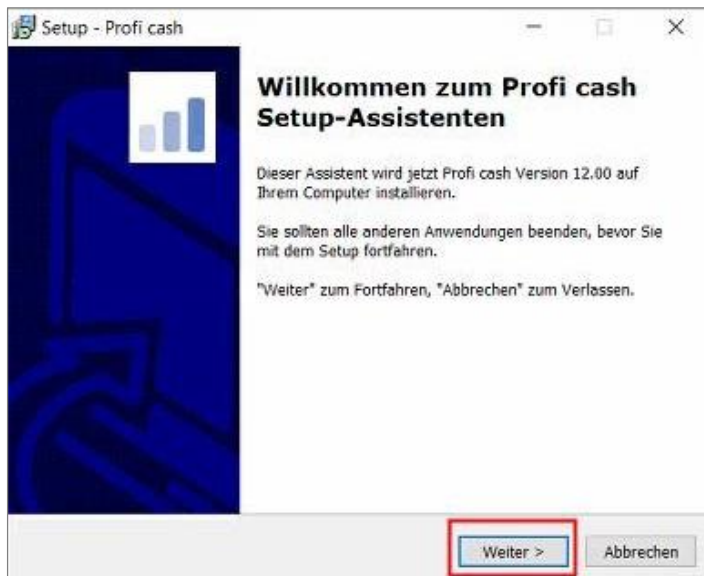 Setup - Profi cash
Willkommen zum Profi cash
Setup-Assistenten
Dieser Assistent wird jetzt Profi cash Version 12.00 auf
Ihrem Computer installieren.
Sie sollten alle anderen Anwendungen beenden, bevor Sie
mit dem Setup fortfahren.
"Weiter" zum Fortfahren, "Abbrechen" zum Verlassen.
Weiter > Abbrechen